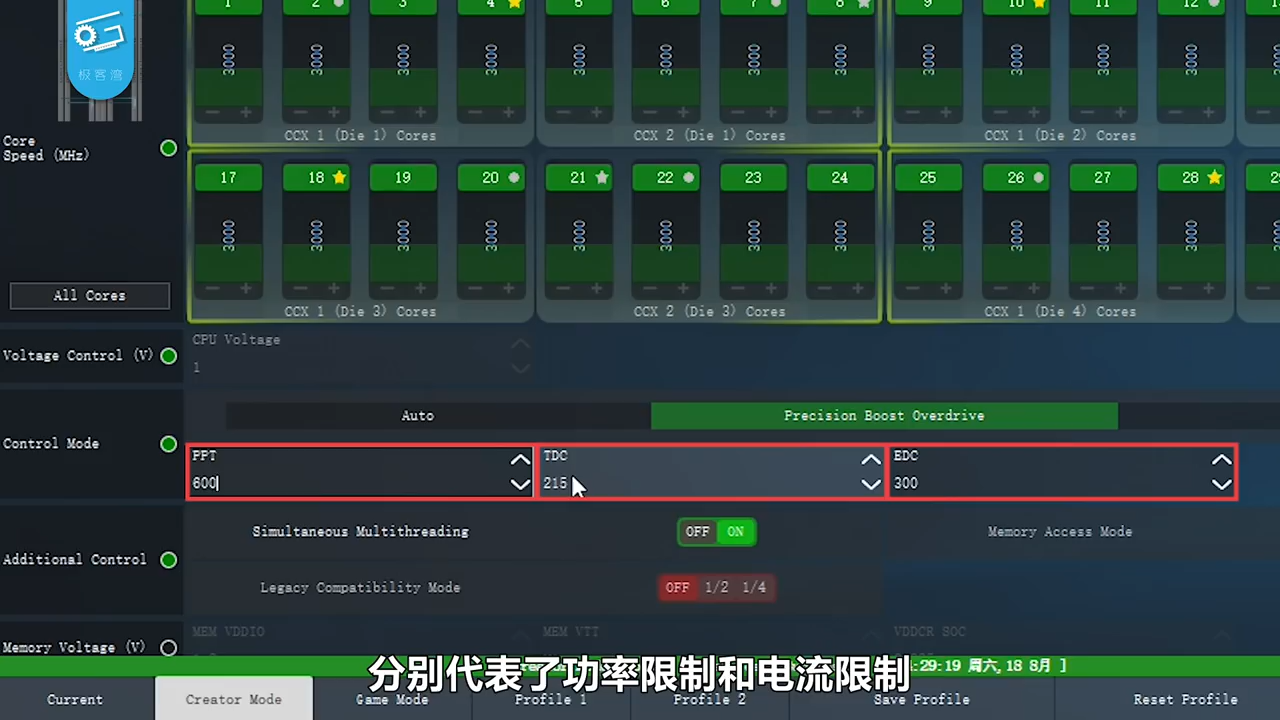 极客湾
1 2 3 4 5 6 7 8 9 10 11 12
3000 3000 3000 3000 3000 3000 3000 3000 3000 3000 3000 3000
CCX 1 (Die 1) Cores CCX 2 (Die 1) Cores CCX 1 (Die 2) Cores
Core
Speed (MHz)
17 18 19 20 21 22 23 24 25 26 27 28
3000 3000 3000 3000 3000 3000 3000 3000 3000 3000 3000 3000
All Cores
CCX 1 (Die 3) Cores CCX 2 (Die 3) Cores CCX 1 (Die 4) Cores
CPU Voltage
Voltage Control (V)
1
Auto Precision Boost Overdrive
Control Mode
PPT TDC EDC
600 215 300
Simultaneous Multithreading OFF ON Memory Access Mode
Additional Control
Legacy Compatibility Mode OFF 1/2 1/4
MEM VDDIO MEM VTT VDDCR SOC
Memory Voltage (V)
:29:19 周六, 18 8月 ]
分别代表了功率限制和电流限制
Current Creator Mode Game Mode Profile 1 Profile 2 Save Profile Reset Profile